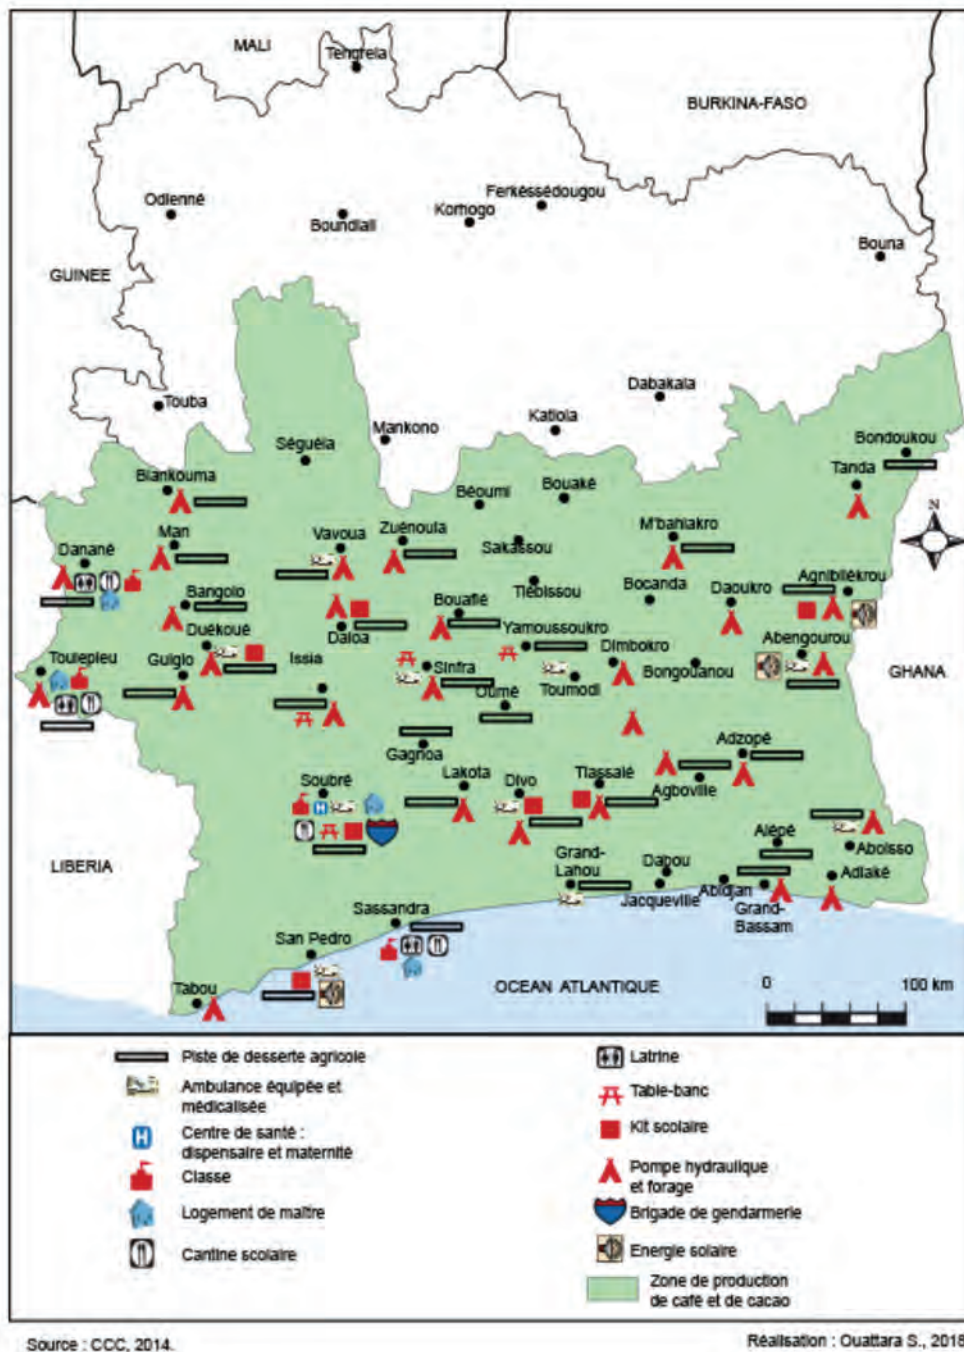 MALI
Tengrela
BURKINA-FASO
Odienné
Boundiali
Korhogo
Ferkéssédougou
Bouna
GUINEE
Touba
Mankono
Katiola
Dabakala
Séguéla
Bondoukou
Tanda
Biankouma
Béoumi
Bouaké
N
Man
Vavoua
Zuénoula
Sakassou
M'bahiakro
Danané
Tiébissou
Bocanda
Daoukro
Agnibilékrou
Bangolo
Bouaflé
Daloa
Yamoussoukro
Duékoué
Abengourou
Toulepleu
Guiglo
Issia
Sinfra
Dimbokro
Toumodi
Bongouanou
GHANA
Oumé
Gagnoa
Adzopé
Soubré
Lakota
Divo
Tiassalé
Agboville
H
LIBERIA
Alépé
Aboisso
Grand-
Lahou
Dabou
Jacqueville
Abidjan
Adiaké
Grand-
Bassam
Sassandra
San Pedro
Tabou
OCEAN ATLANTIQUE
0 100 km
Piste de desserte agricole
Ambulance équipée et
médicalisée
H
Centre de santé :
dispensaire et maternité
Classe
Logement de maître
Cantine scolaire
Latrine
Table-banc
Kit scolaire
Pompe hydraulique
et forage
Brigade de gendarmerie
Energie solaire
Zone de production
de café et de cacao
Source : CCC, 2014.
Réalisation : Ouattara S., 2018